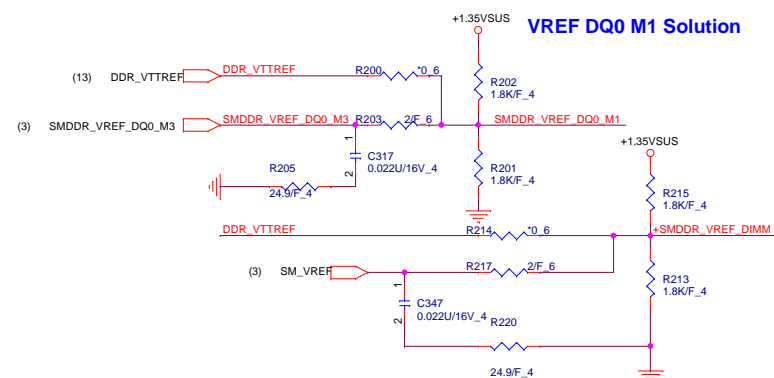 +1.35VSUS
VREF DQ0 M1 Solution
(13) DDR_VTTREF DDR_VTTREF R200 *0_6
R202
1.8K/F_4
(3) SMDDR_VREF_DQ0_M3 SMDDR_VREF_DQ0_M3 R203 2/F_6 SMDDR_VREF_DQ0_M1
1
+1.35VSUS
C317
0.022U/16V_4
2
R205
24.9/F_4
R201
1.8K/F_4
R215
1.8K/F_4
DDR_VTTREF R214 *0_6 +SMDDR_VREF_DIMM
(3) SM_VREF R217 2/F_6
R213
1.8K/F_4
1
C347
0.022U/16V_4
2
R220
24.9/F_4